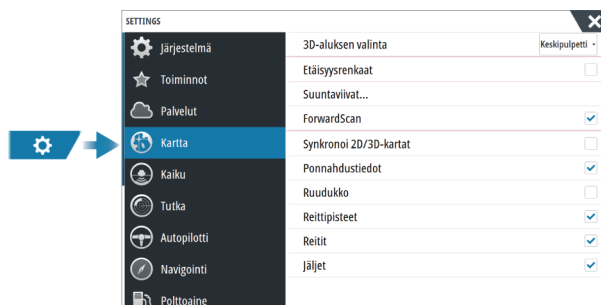 SETTINGS
Järjestelmä
Toiminnot
Palvelut
Kartta
Kaiku
Tutka
Autopilotti
Navigointi
Polttoaine
3D-aluksen valinta
Keskipulpetti
Etäisyysrenkaat
Suuntaviivat...
ForwardScan
Synkronoi 2D/3D-kartat
Ponnahdustiedot
Ruudukko
Reittipisteet
Reitit
Jäljet